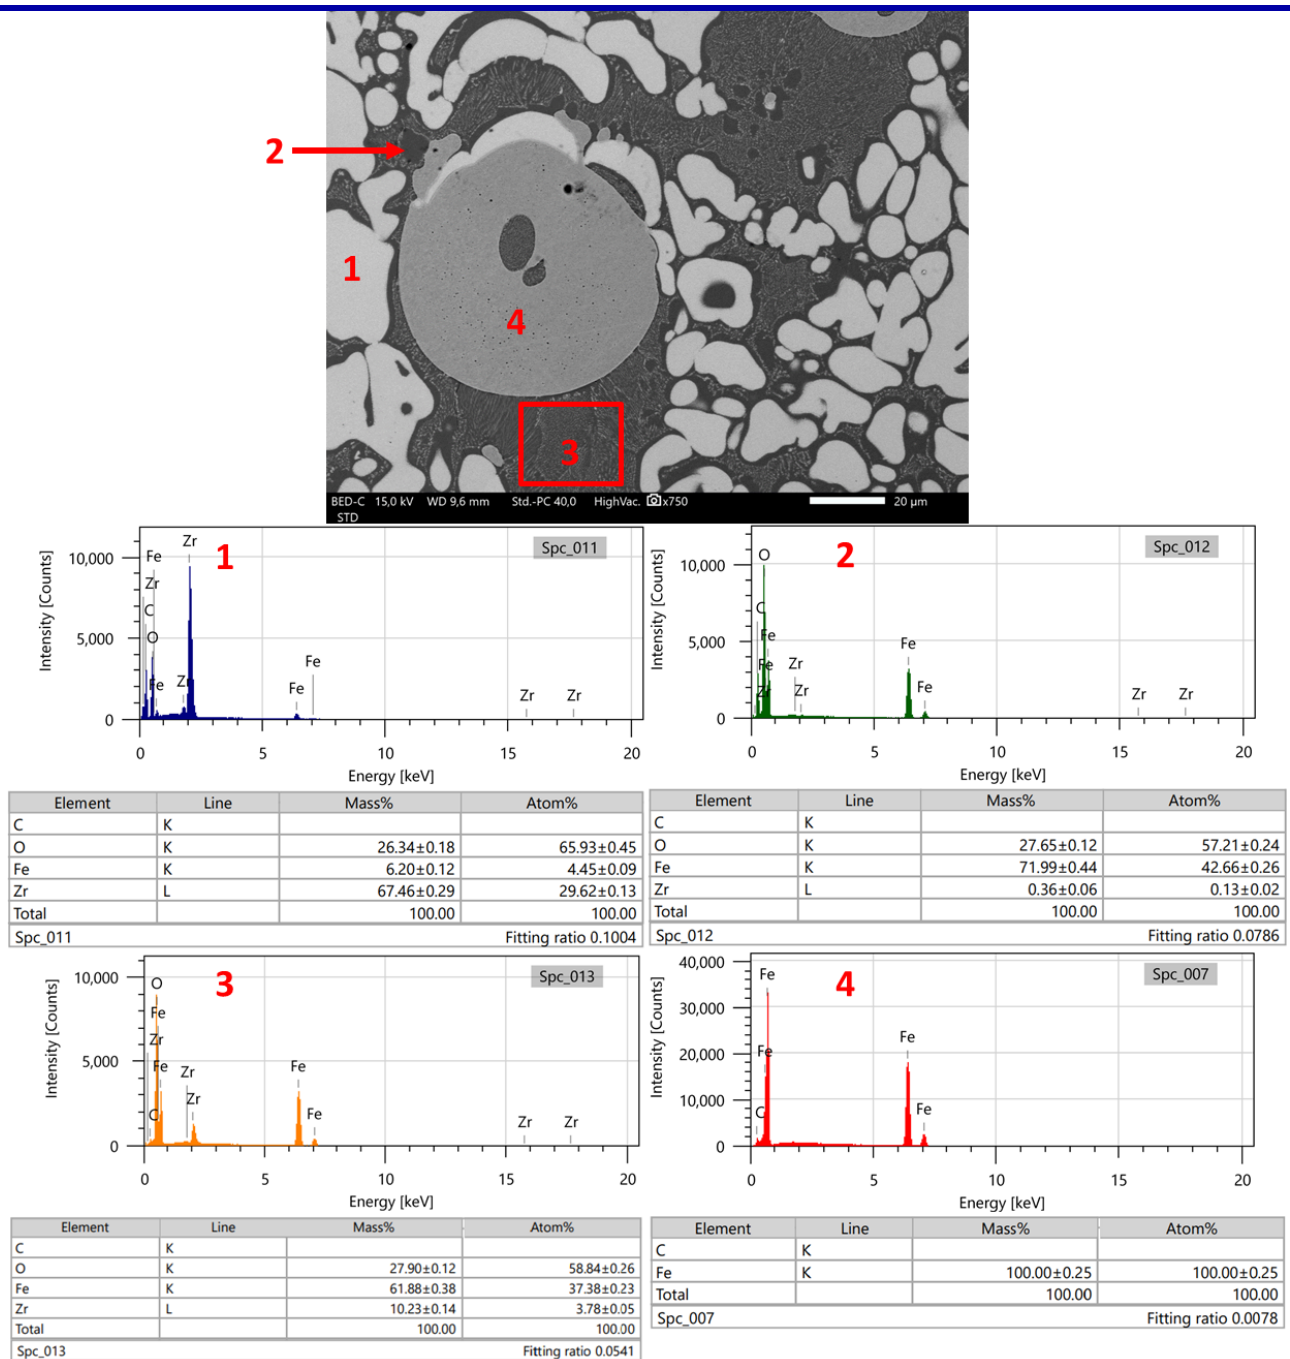 2
1
4
3
BED-C 15,0 kV WD 9,6 mm Std.-PC 40,0 HighVac. x750 20 µm
STD
1
Spc_011
Intensity [Counts]
10,000
5,000
0
Fe
Zr
Zr
C
O
Fe
Zr
Fe
Fe
Zr
Zr
0 5 10 15 20
Energy [keV]
2
Spc_012
Intensity [Counts]
10,000
5,000
0
O
C
Fe
Fe
Zr
Zr
Zr
Fe
Fe
Zr
Zr
0 5 10 15 20
Energy [keV]
Element Line Mass% Atom%
C K
O K 26.34±0.18 65.93±0.45
Fe K 6.20±0.12 4.45±0.09
Zr L 67.46±0.29 29.62±0.13
Total 100.00 100.00
Spc_011 Fitting ratio 0.1004
Element Line Mass% Atom%
C K
O K 27.65±0.12 57.21±0.24
Fe K 71.99±0.44 42.66±0.26
Zr L 0.36±0.06 0.13±0.02
Total 100.00 100.00
Spc_012 Fitting ratio 0.0786
3
Spc_013
Intensity [Counts]
10,000
5,000
0
O
Fe
Zr
Fe
C
Zr
Zr
Fe
Fe
Zr
Zr
0 5 10 15 20
Energy [keV]
4
Spc_007
Intensity [Counts]
40,000
30,000
20,000
10,000
0
Fe
Fe
C
Fe
Fe
0 5 10 15 20
Energy [keV]
Element Line Mass% Atom%
C K
O K 27.90±0.12 58.84±0.26
Fe K 61.88±0.38 37.38±0.23
Zr L 10.23±0.14 3.78±0.05
Total 100.00 100.00
Spc_013 Fitting ratio 0.0541
Element Line Mass% Atom%
C K
Fe K 100.00±0.25 100.00±0.25
Total 100.00 100.00
Spc_007 Fitting ratio 0.0078